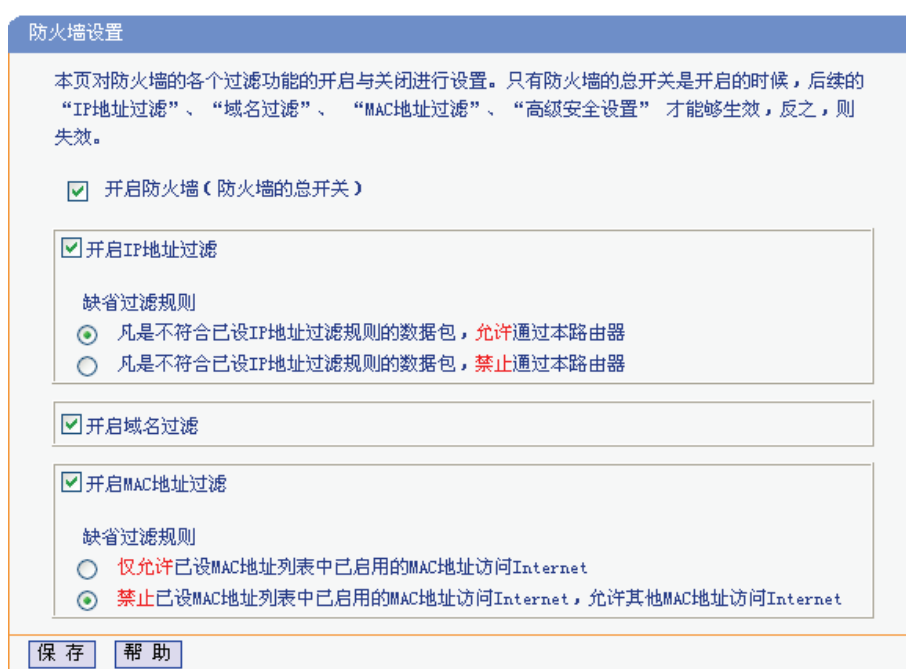 防火墙设置
本页对防火墙的各个过滤功能的开启与关闭进行设置。只有防火墙的总开关是开启的时候，后续的
“IP地址过滤”、“域名过滤”、 “MAC地址过滤”、“高级安全设置” 才能够生效，反之，则
失效。
开启防火墙（防火墙的总开关）
开启IP地址过滤
缺省过滤规则
凡是不符合已设IP地址过滤规则的数据包，允许通过本路由器
凡是不符合已设IP地址过滤规则的数据包，禁止通过本路由器
开启域名过滤
开启MAC地址过滤
缺省过滤规则
仅允许已设MAC地址列表中已启用的MAC地址访问Internet
禁止已设MAC地址列表中已启用的MAC地址访问Internet，允许其他MAC地址访问Internet
保 存 帮 助